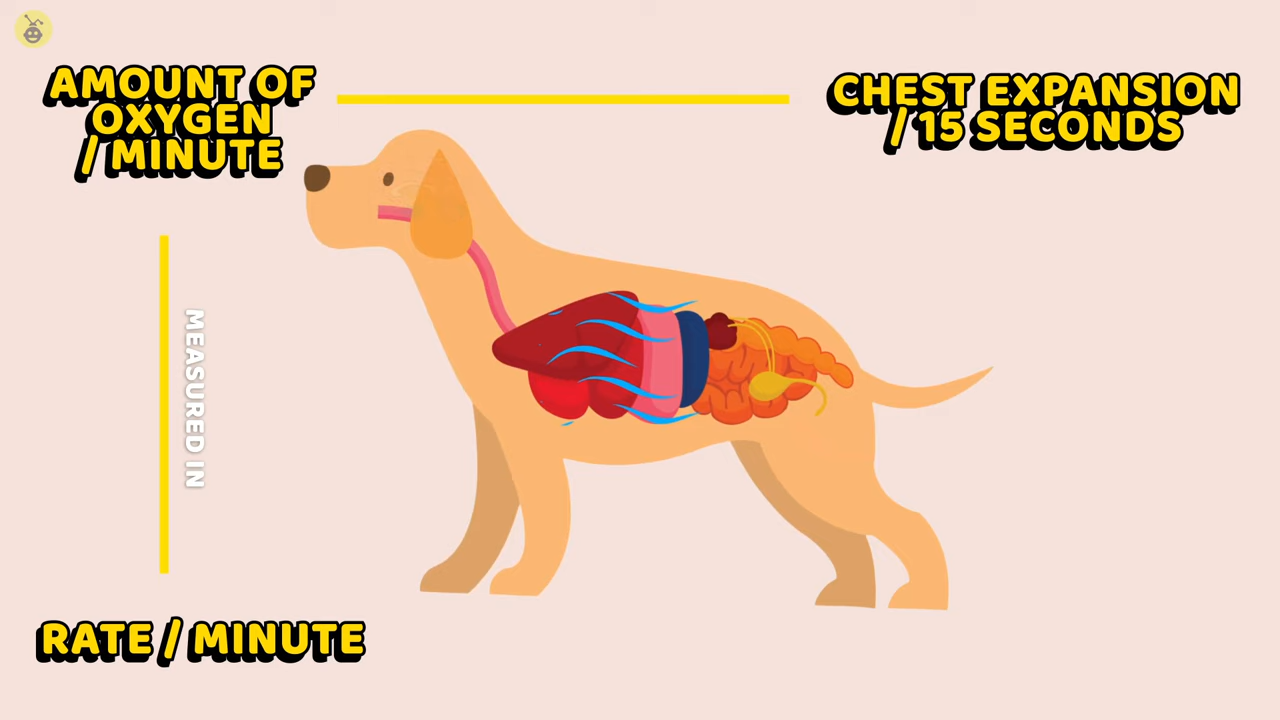 AMOUNT OF
OXYGEN
/ MINUTE
CHEST EXPANSION
/ 15 SECONDS
MEASURED IN
RATE / MINUTE